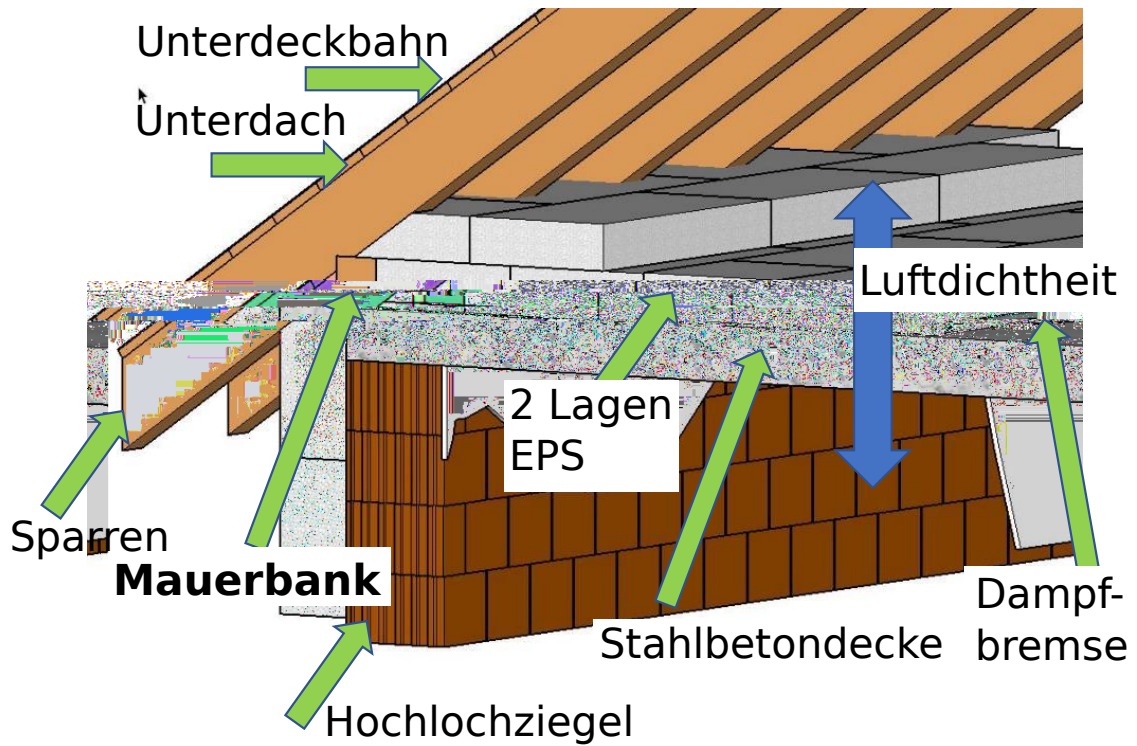 Unterdeckbahn
Unterdach
Luftdichtheit
2 Lagen
EPS
Sparren
Mauerbank
Dampf-
bremse
Stahlbetondecke
Hochlochziegel